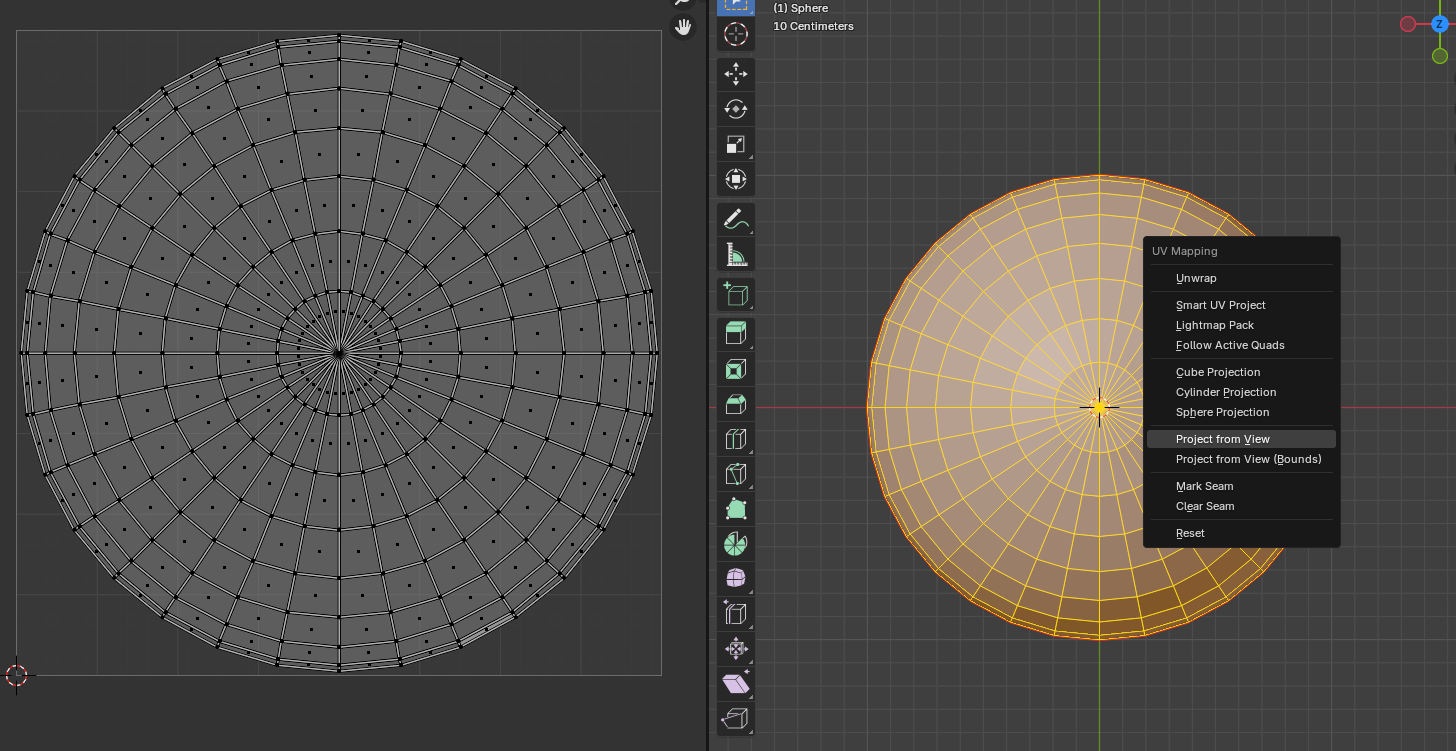 (1) Sphere
10 Centimeters
Z
UV Mapping
Unwrap
Smart UV Project
Lightmap Pack
Follow Active Quads
Cube Projection
Cylinder Projection
Sphere Projection
Project from View
Project from View (Bounds)
Mark Seam
Clear Seam
Reset